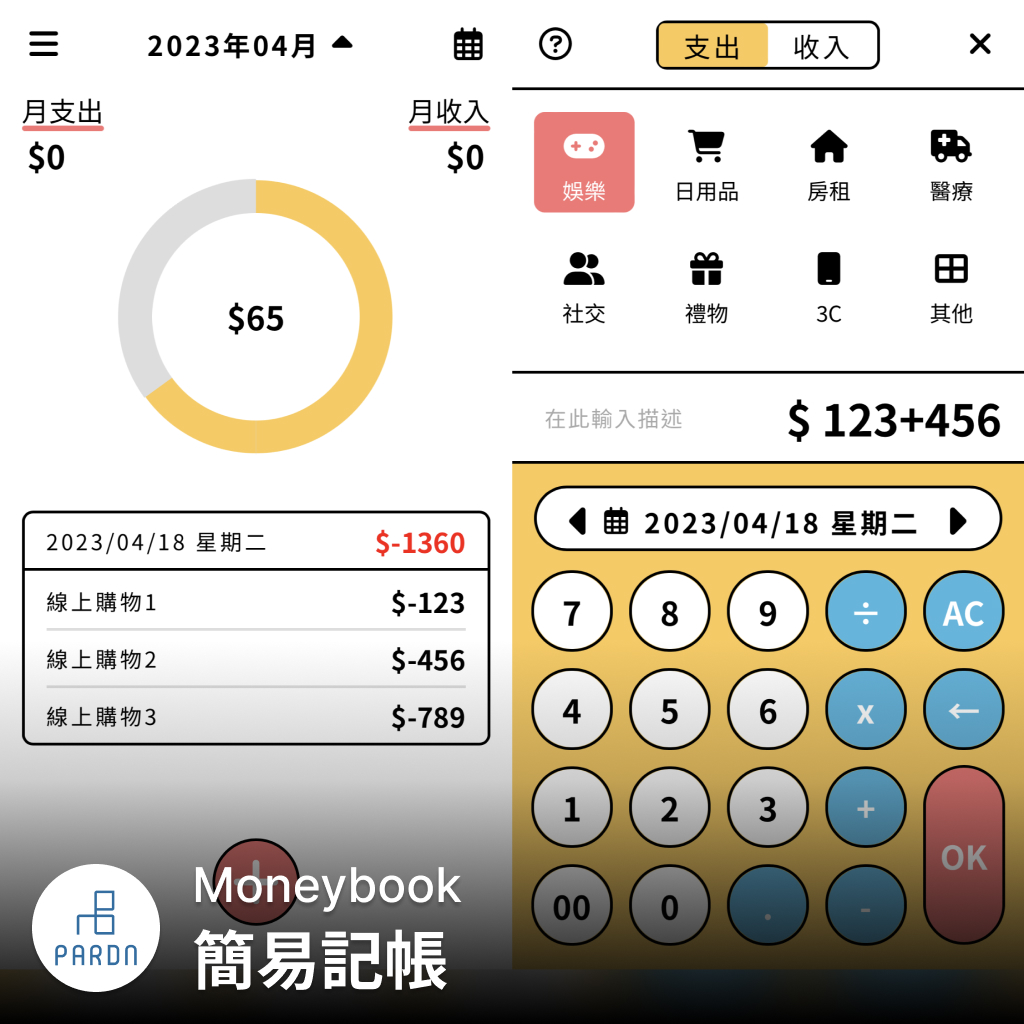 2023年04月
月支出
月收入
$0
$0
$65
2023/04/18 星期二
$-1360
線上購物1
$-123
線上購物2
$-456
線上購物3
$-789
支出
收入
娛樂
日用品
房租
醫療
社交
禮物
3C
其他
在此輸入描述
$ 123+456
2023/04/18 星期二
7 8 9 ÷ AC
4 5 6 x ←
1 2 3 +
OK
00 0 . -
PARDN
Moneybook
簡易記帳